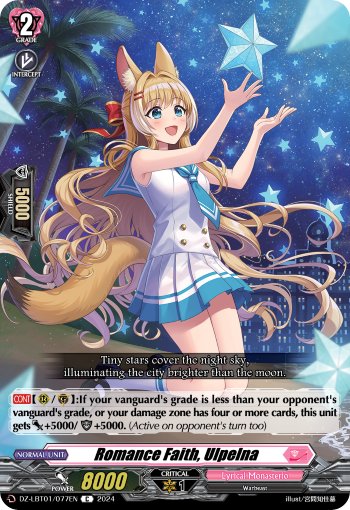 2
GRADE
INTERCEPT
5000
SHIELD
Tiny stars cover the night sky,
illuminating the city brighter than the moon.
CONT【 / 】:If your vanguard's grade is less than your opponent's
vanguard's grade, or your damage zone has four or more cards, this unit
gets +5000/ +5000. (Active on opponent's turn too)
NORMAL UNIT
Romance Faith, Ulpelna
Lyrical Monasterio
POWER 8000
CRITICAL
1
Warbeast
D DZ-LBT01/077EN C 2024
illust/宮間知佳慕